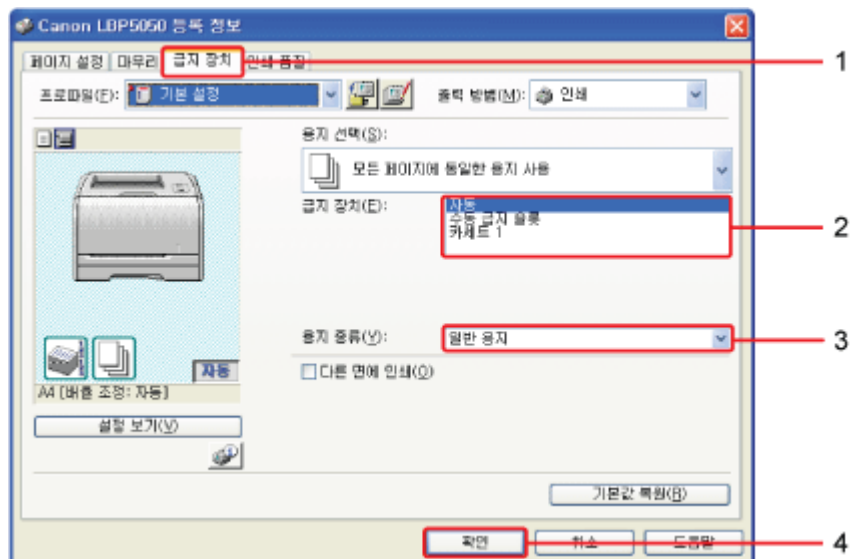 Canon LBP5050 등록 정보
페이지 설정 마무리 급지 장치 인쇄 품질
1
프로파일(F): 기본 설정 출력 방법(M): 인쇄
용지 선택(S):
모든 페이지에 동일한 용지 사용
급지 장치(E): 자동
수동 급지 슬롯
카세트 1
2
용지 종류(Y): 일반 용지
3
자동
다른 면에 인쇄(O)
A4 [배율 조정: 자동]
설정 보기(V)
기본값 복원(R)
확인 취소 도움말
4